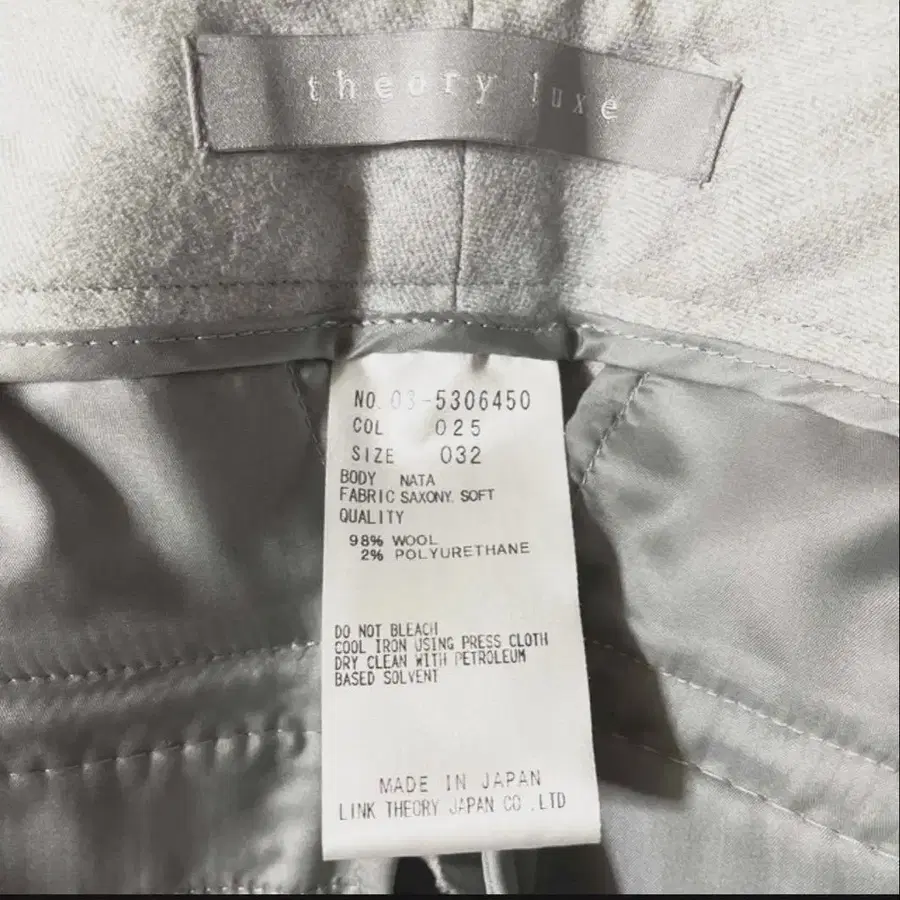 theory luxe
NO. 03-5306450
COL 025
SIZE 032
BODY NATA
FABRIC SAXONY. SOFT
QUALITY
98% WOOL
2% POLYURETHANE
DO NOT BLEACH
COOL IRON USING PRESS CLOTH
DRY CLEAN WITH PETROLEUM
BASED SOLVENT
MADE IN JAPAN
LINK THEORY JAPAN CO.,LTD